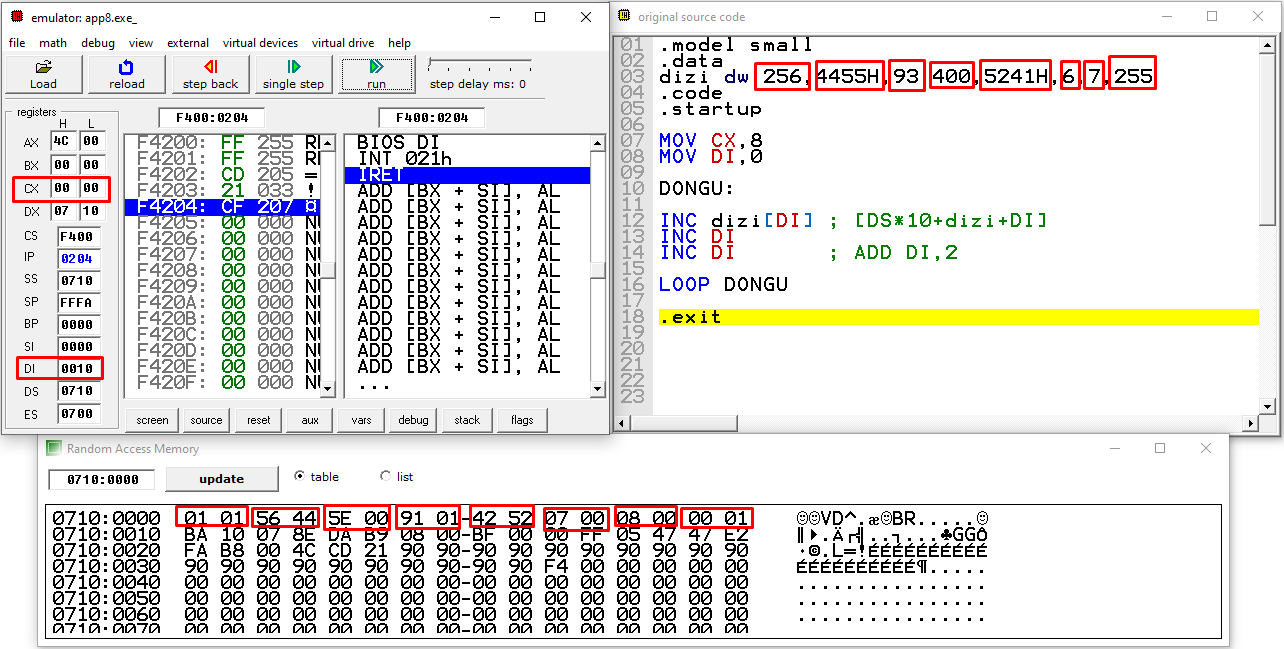 emulator: app8.exe_
file math debug view external virtual devices virtual drive help
Load reload step back single step run step delay ms: 0
registers
H L
AX 4C 00
BX 00 00
CX 00 00
DX 07 10
CS F400
IP 0204
SS 0710
SP FFFA
BP 0000
SI 0000
DI 0010
DS 0710
ES 0700
F400:0204
F4200: FF 255 RE
F4201: FF 255 RE
F4202: CD 205 =
F4203: 21 033 !
F4204: CF 207 ¤
F4205: 00 000 NU
F4206: 00 000 NU
F4207: 00 000 NU
F4208: 00 000 NU
F4209: 00 000 NU
F420A: 00 000 NU
F420B: 00 000 NU
F420C: 00 000 NU
F420D: 00 000 NU
F420E: 00 000 NU
F420F: 00 000 NU
F400:0204
BIOS DI
INT 021h
IRET
ADD [BX + SI], AL
ADD [BX + SI], AL
ADD [BX + SI], AL
ADD [BX + SI], AL
ADD [BX + SI], AL
ADD [BX + SI], AL
ADD [BX + SI], AL
ADD [BX + SI], AL
ADD [BX + SI], AL
ADD [BX + SI], AL
ADD [BX + SI], AL
ADD [BX + SI], AL
...
screen source reset aux vars debug stack flags
original source code
01 .model small
02 .data
03 dizi dw 256,4455H,93,400,5241H,6,7,255
04 .code
05 .startup
06
07 MOV CX,8
08 MOV DI,0
09
10 DONGU:
11
12 INC dizi[DI] ; [DS*10+dizi+DI]
13 INC DI
14 INC DI ; ADD DI,2
15
16 LOOP DONGU
17
18 .exit
19
20
21
22
23
Random Access Memory
0710:0000 update table list
0710:0000 01 01 56 44 5E 00 91 01-42 52 07 00 08 00 00 01 ☺☺VD^.æ☺BR.....☺
0710:0010 BA 10 07 8E DA B9 08 00-BF 00 00 FF 05 47 47 E2
0710:0020 FA B8 00 4C CD 21 90 90-90 90 90 90 90 90 90 90 ·╕.L=!ÉÉÉÉÉÉÉÉÉÉ
0710:0030 90 90 90 90 90 90 90 90-90 90 F4 00 00 00 00 00 ÉÉÉÉÉÉÉÉÉÉ¶.....
0710:0040 00 00 00 00 00 00 00 00-00 00 00 00 00 00 00 00 ................
0710:0050 00 00 00 00 00 00 00 00-00 00 00 00 00 00 00 00 ................
0710:0060 00 00 00 00 00 00 00 00-00 00 00 00 00 00 00 00 ................
0710:0070 00 00 00 00 00 00 00 00-00 00 00 00 00 00 00 00